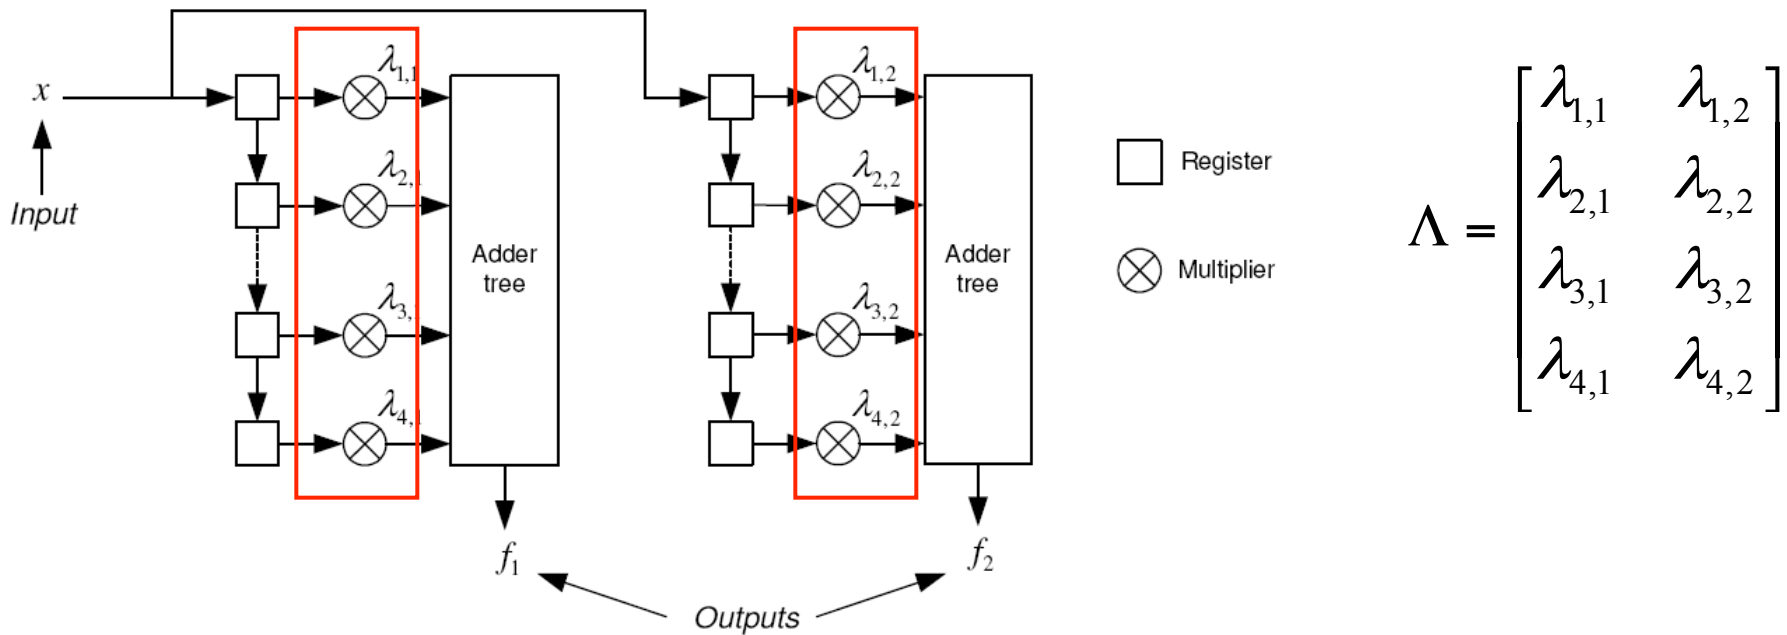 x
Input
λ1,1
λ2,1
λ3,
λ4,1
Adder
tree
f1
λ1,2
λ2,2
λ3,2
λ4,2
Adder
tree
f2
Outputs
Register
Multiplier
Λ =
λ1,1 λ1,2
λ2,1 λ2,2
λ3,1 λ3,2
λ4,1 λ4,2